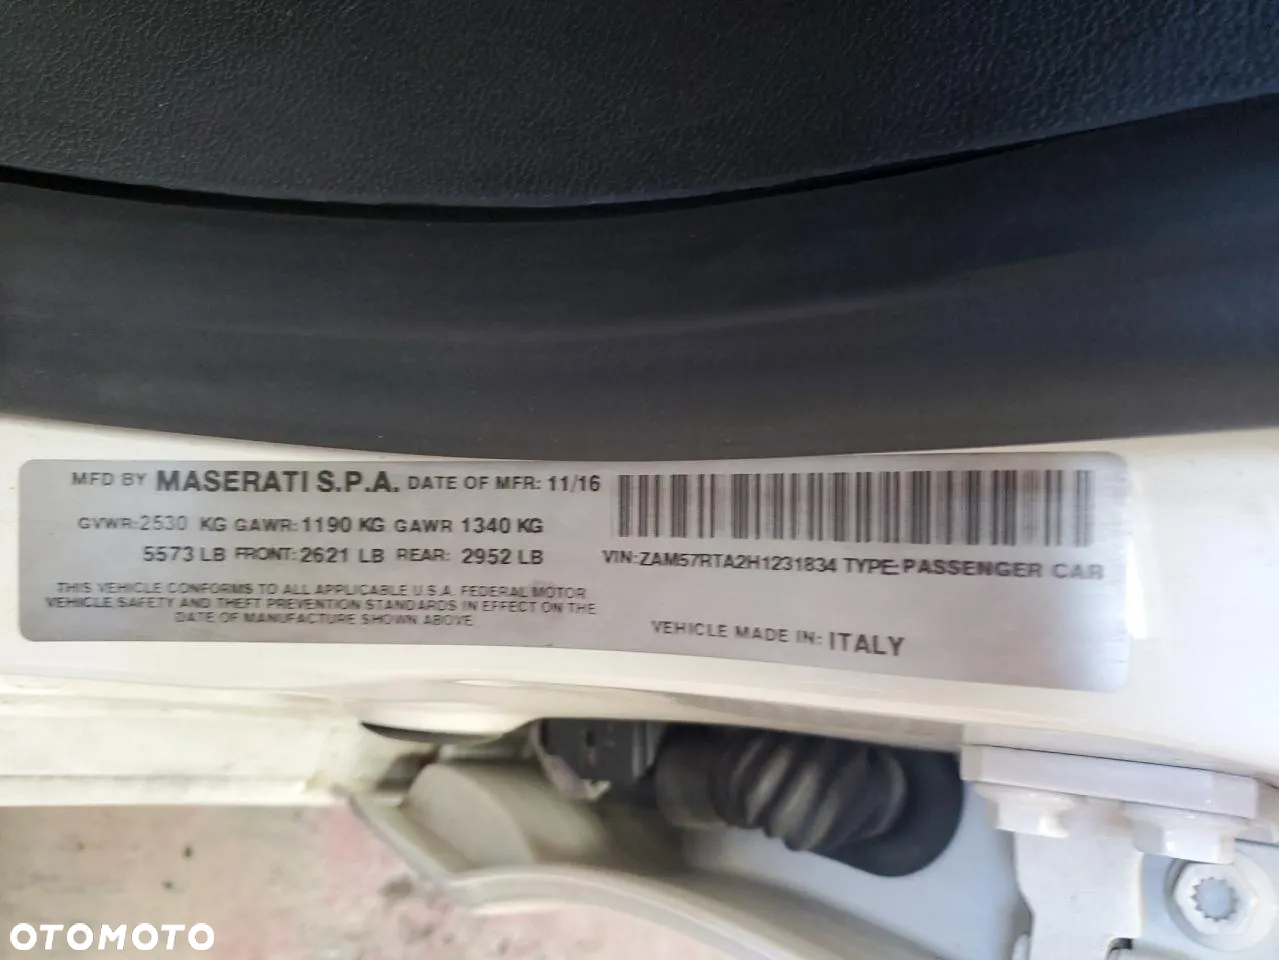 MFD BY MASERATI S.P.A. DATE OF MFR: 11/16
GVWR:2530 KG GAWR:1190 KG GAWR 1340 KG
5573 LB FRONT:2621 LB REAR: 2952 LB
THIS VEHICLE CONFORMS TO ALL APPLICABLE U.S.A. FEDERAL MOTOR
VEHICLE SAFETY AND THEFT PREVENTION STANDARDS IN EFFECT ON THE
DATE OF MANUFACTURE SHOWN ABOVE
VIN:ZAM57RTA2H1231834 TYPE:PASSENGER CAR
VEHICLE MADE IN: ITALY
OTOMOTO